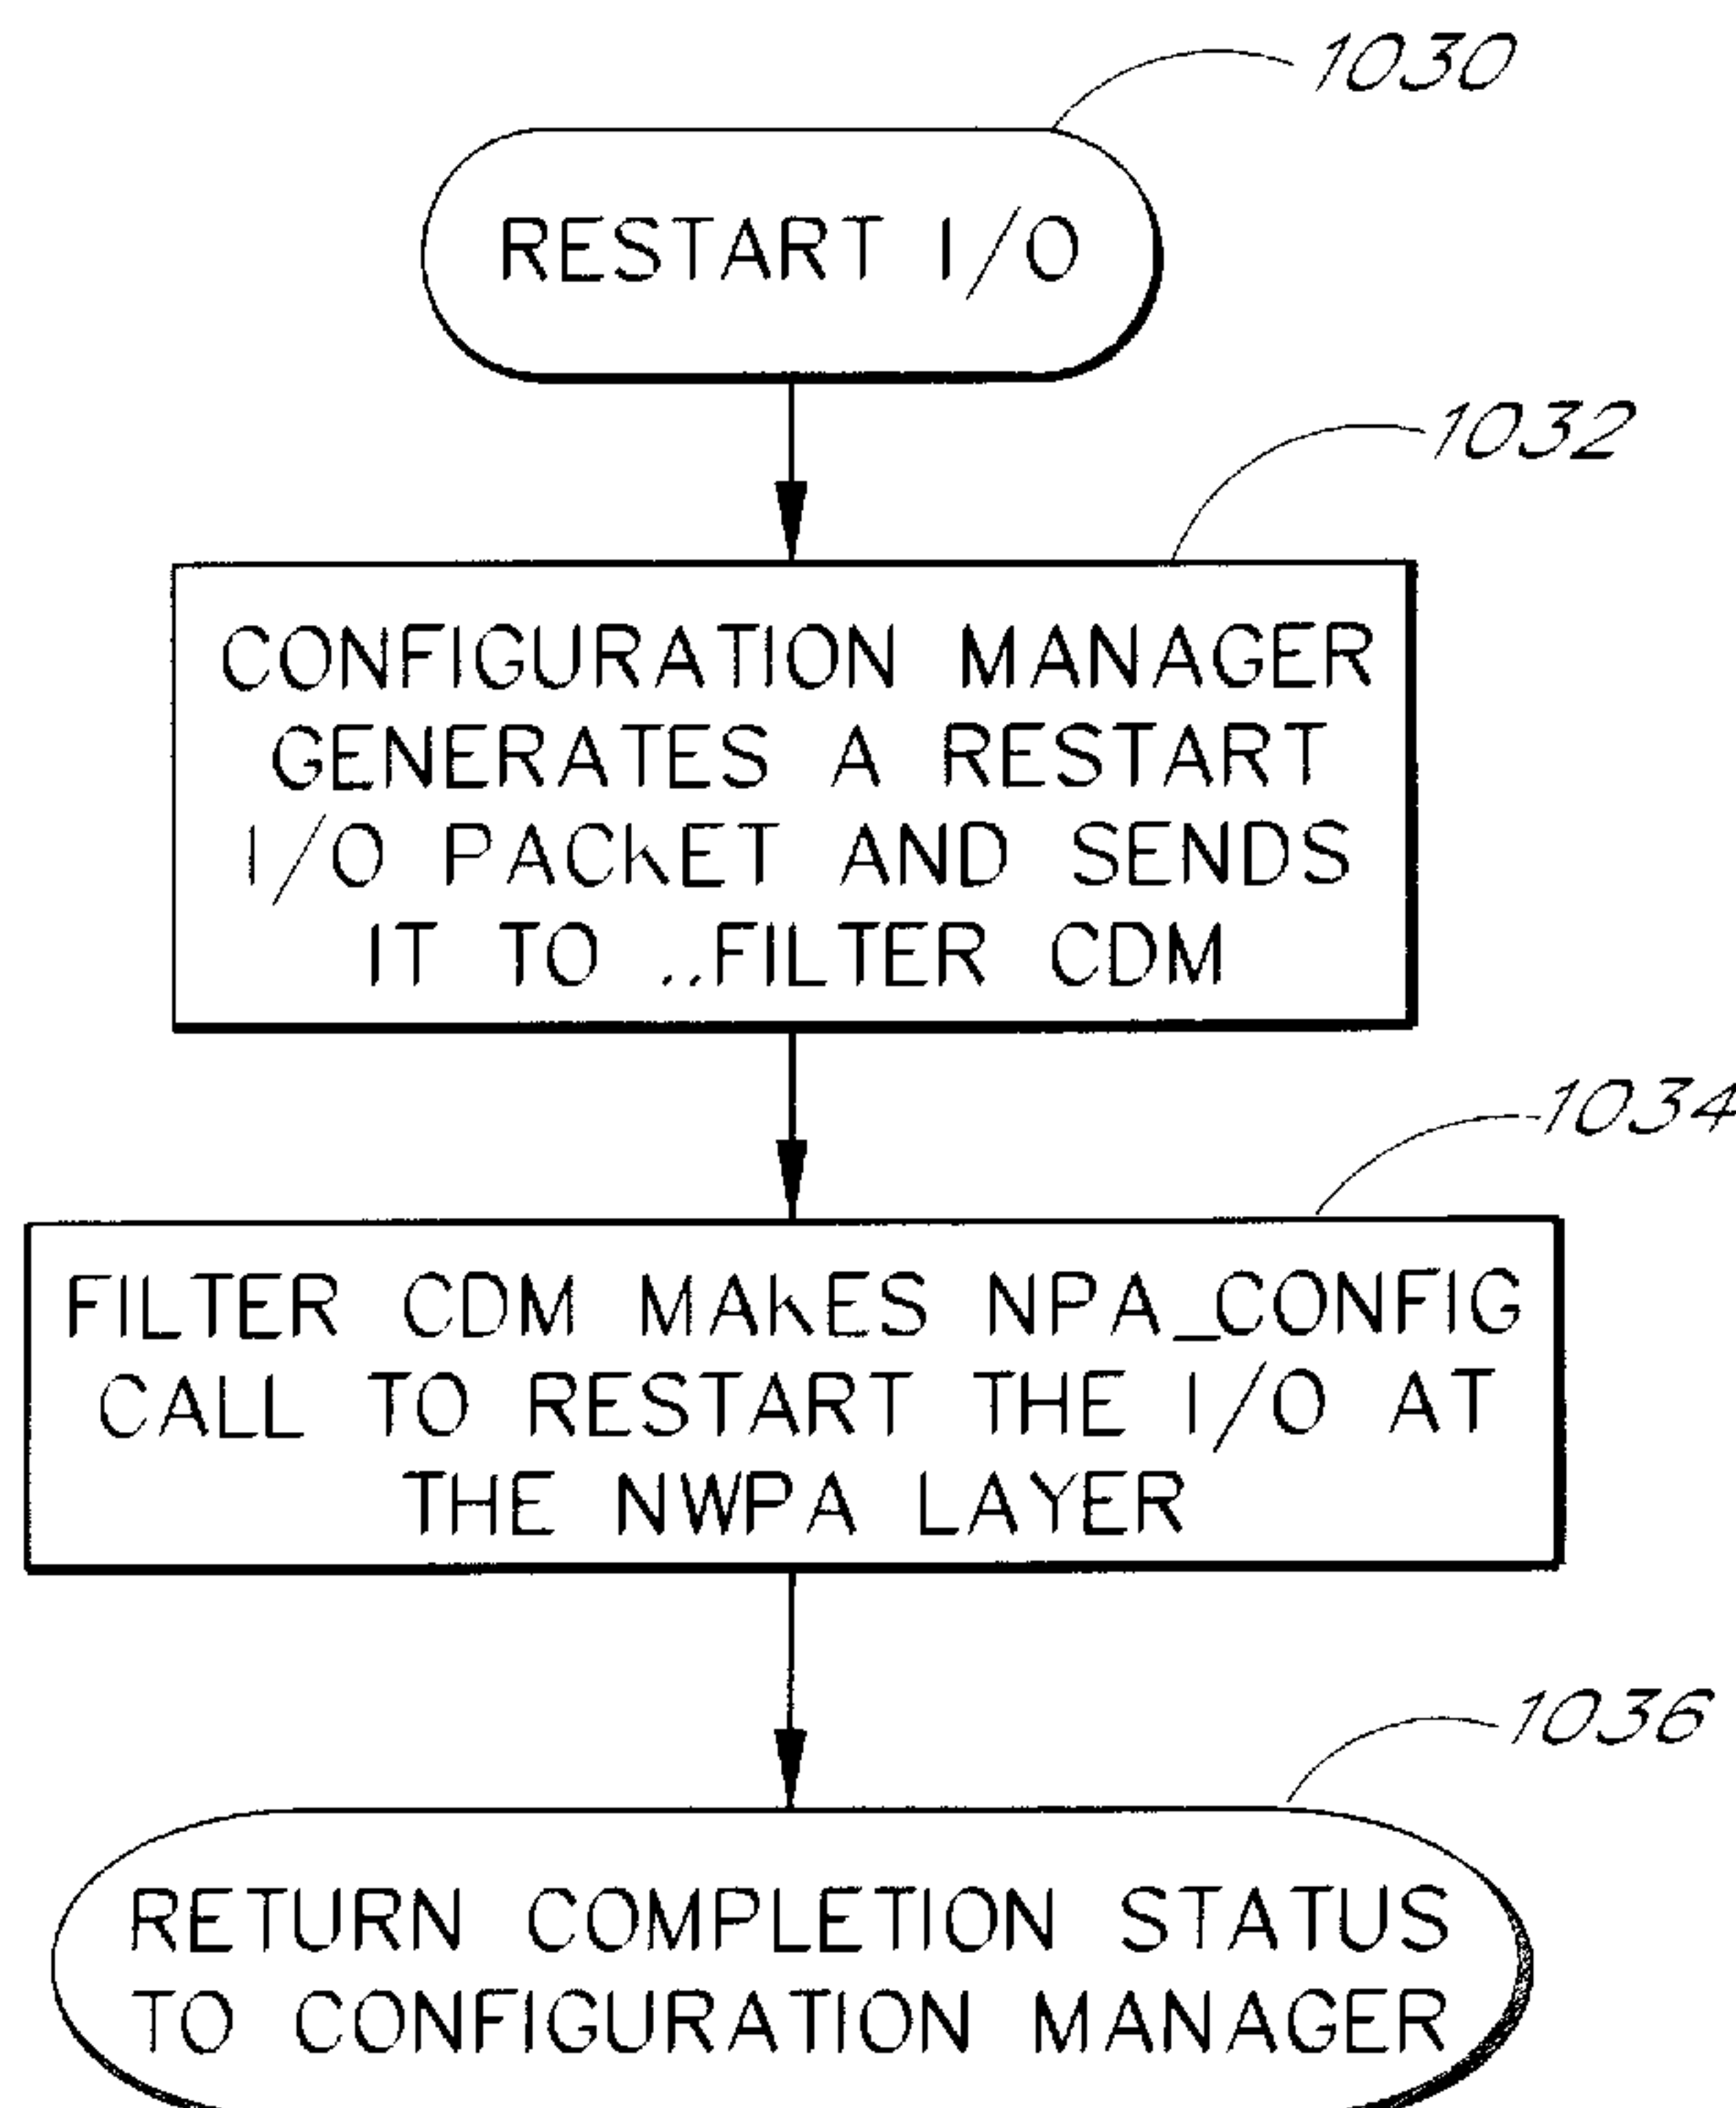 1030
RESTART I/O
1032
CONFIGURATION MANAGER
GENERATES A RESTART
I/O PACKET AND SENDS
IT TO ..FILTER CDM
1034
FILTER CDM MAKES NPA_CONFIG
CALL TO RESTART THE I/O AT
THE NWPA LAYER
1036
RETURN COMPLETION STATUS
TO CONFIGURATION MANAGER